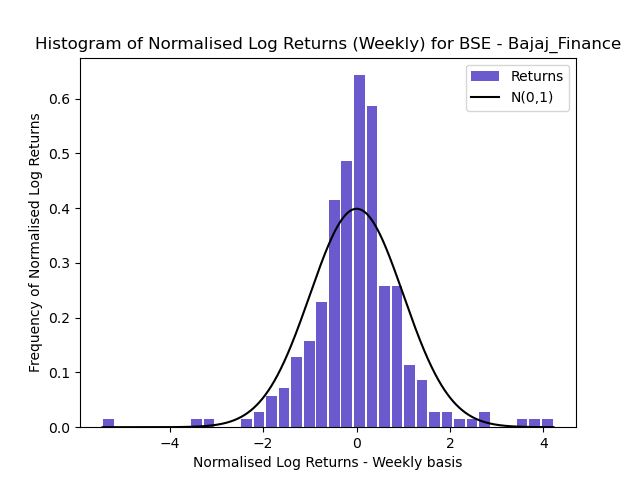 Histogram of Normalised Log Returns (Weekly) for BSE - Bajaj_Finance
Returns
N(0,1)
Frequency of Normalised Log Returns
0.6
0.5
0.4
0.3
0.2
0.1
0.0
−4
−2
0
2
4
Normalised Log Returns - Weekly basis